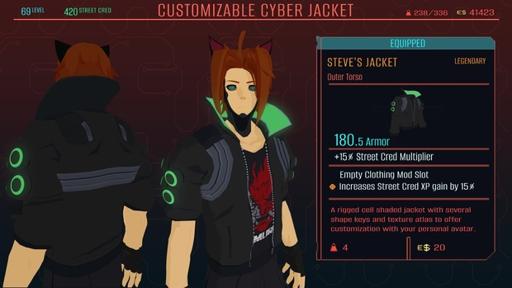 69 LEVEL
420 STREET CRED
CUSTOMIZABLE CYBER JACKET
238/336
E$ 41423
EQUIPPED
STEVE'S JACKET
LEGENDARY
Outer Torso
180.5 Armor
+15% Street Cred Multiplier
Empty Clothing Mod Slot
Increases Street Cred XP gain by 15%
A rigged cell shaded jacket with several
shape keys and texture atlas to offer
customization with your personal avatar.
4
E$ 20